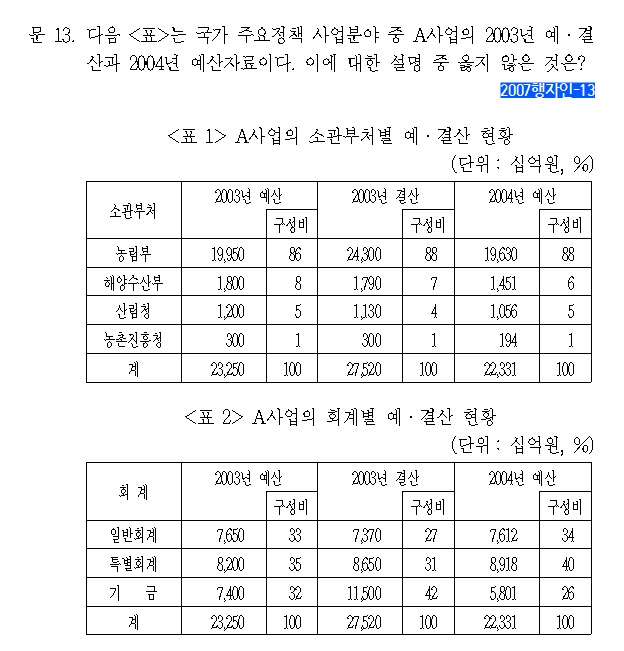 문 13. 다음 <표>는 국가 주요정책 사업분야 중 A사업의 2003년 예·결
산과 2004년 예산자료이다. 이에 대한 설명 중 옳지 않은 것은?
2007행자인-13
<표 1> A사업의 소관부처별 예·결산 현황
(단위 : 십억원, %)
소관부처 2003년 예산 2003년 결산 2004년 예산
구성비 구성비 구성비
농림부 19,950 86 24,300 88 19,630 88
해양수산부 1,800 8 1,790 7 1,451 6
산림청 1,200 5 1,130 4 1,056 5
농촌진흥청 300 1 300 1 194 1
계 23,250 100 27,520 100 22,331 100
<표 2> A사업의 회계별 예·결산 현황
(단위 : 십억원, %)
회 계 2003년 예산 2003년 결산 2004년 예산
구성비 구성비 구성비
일반회계 7,650 33 7,370 27 7,612 34
특별회계 8,200 35 8,650 31 8,918 40
기 금 7,400 32 11,500 42 5,801 26
계 23,250 100 27,520 100 22,331 100